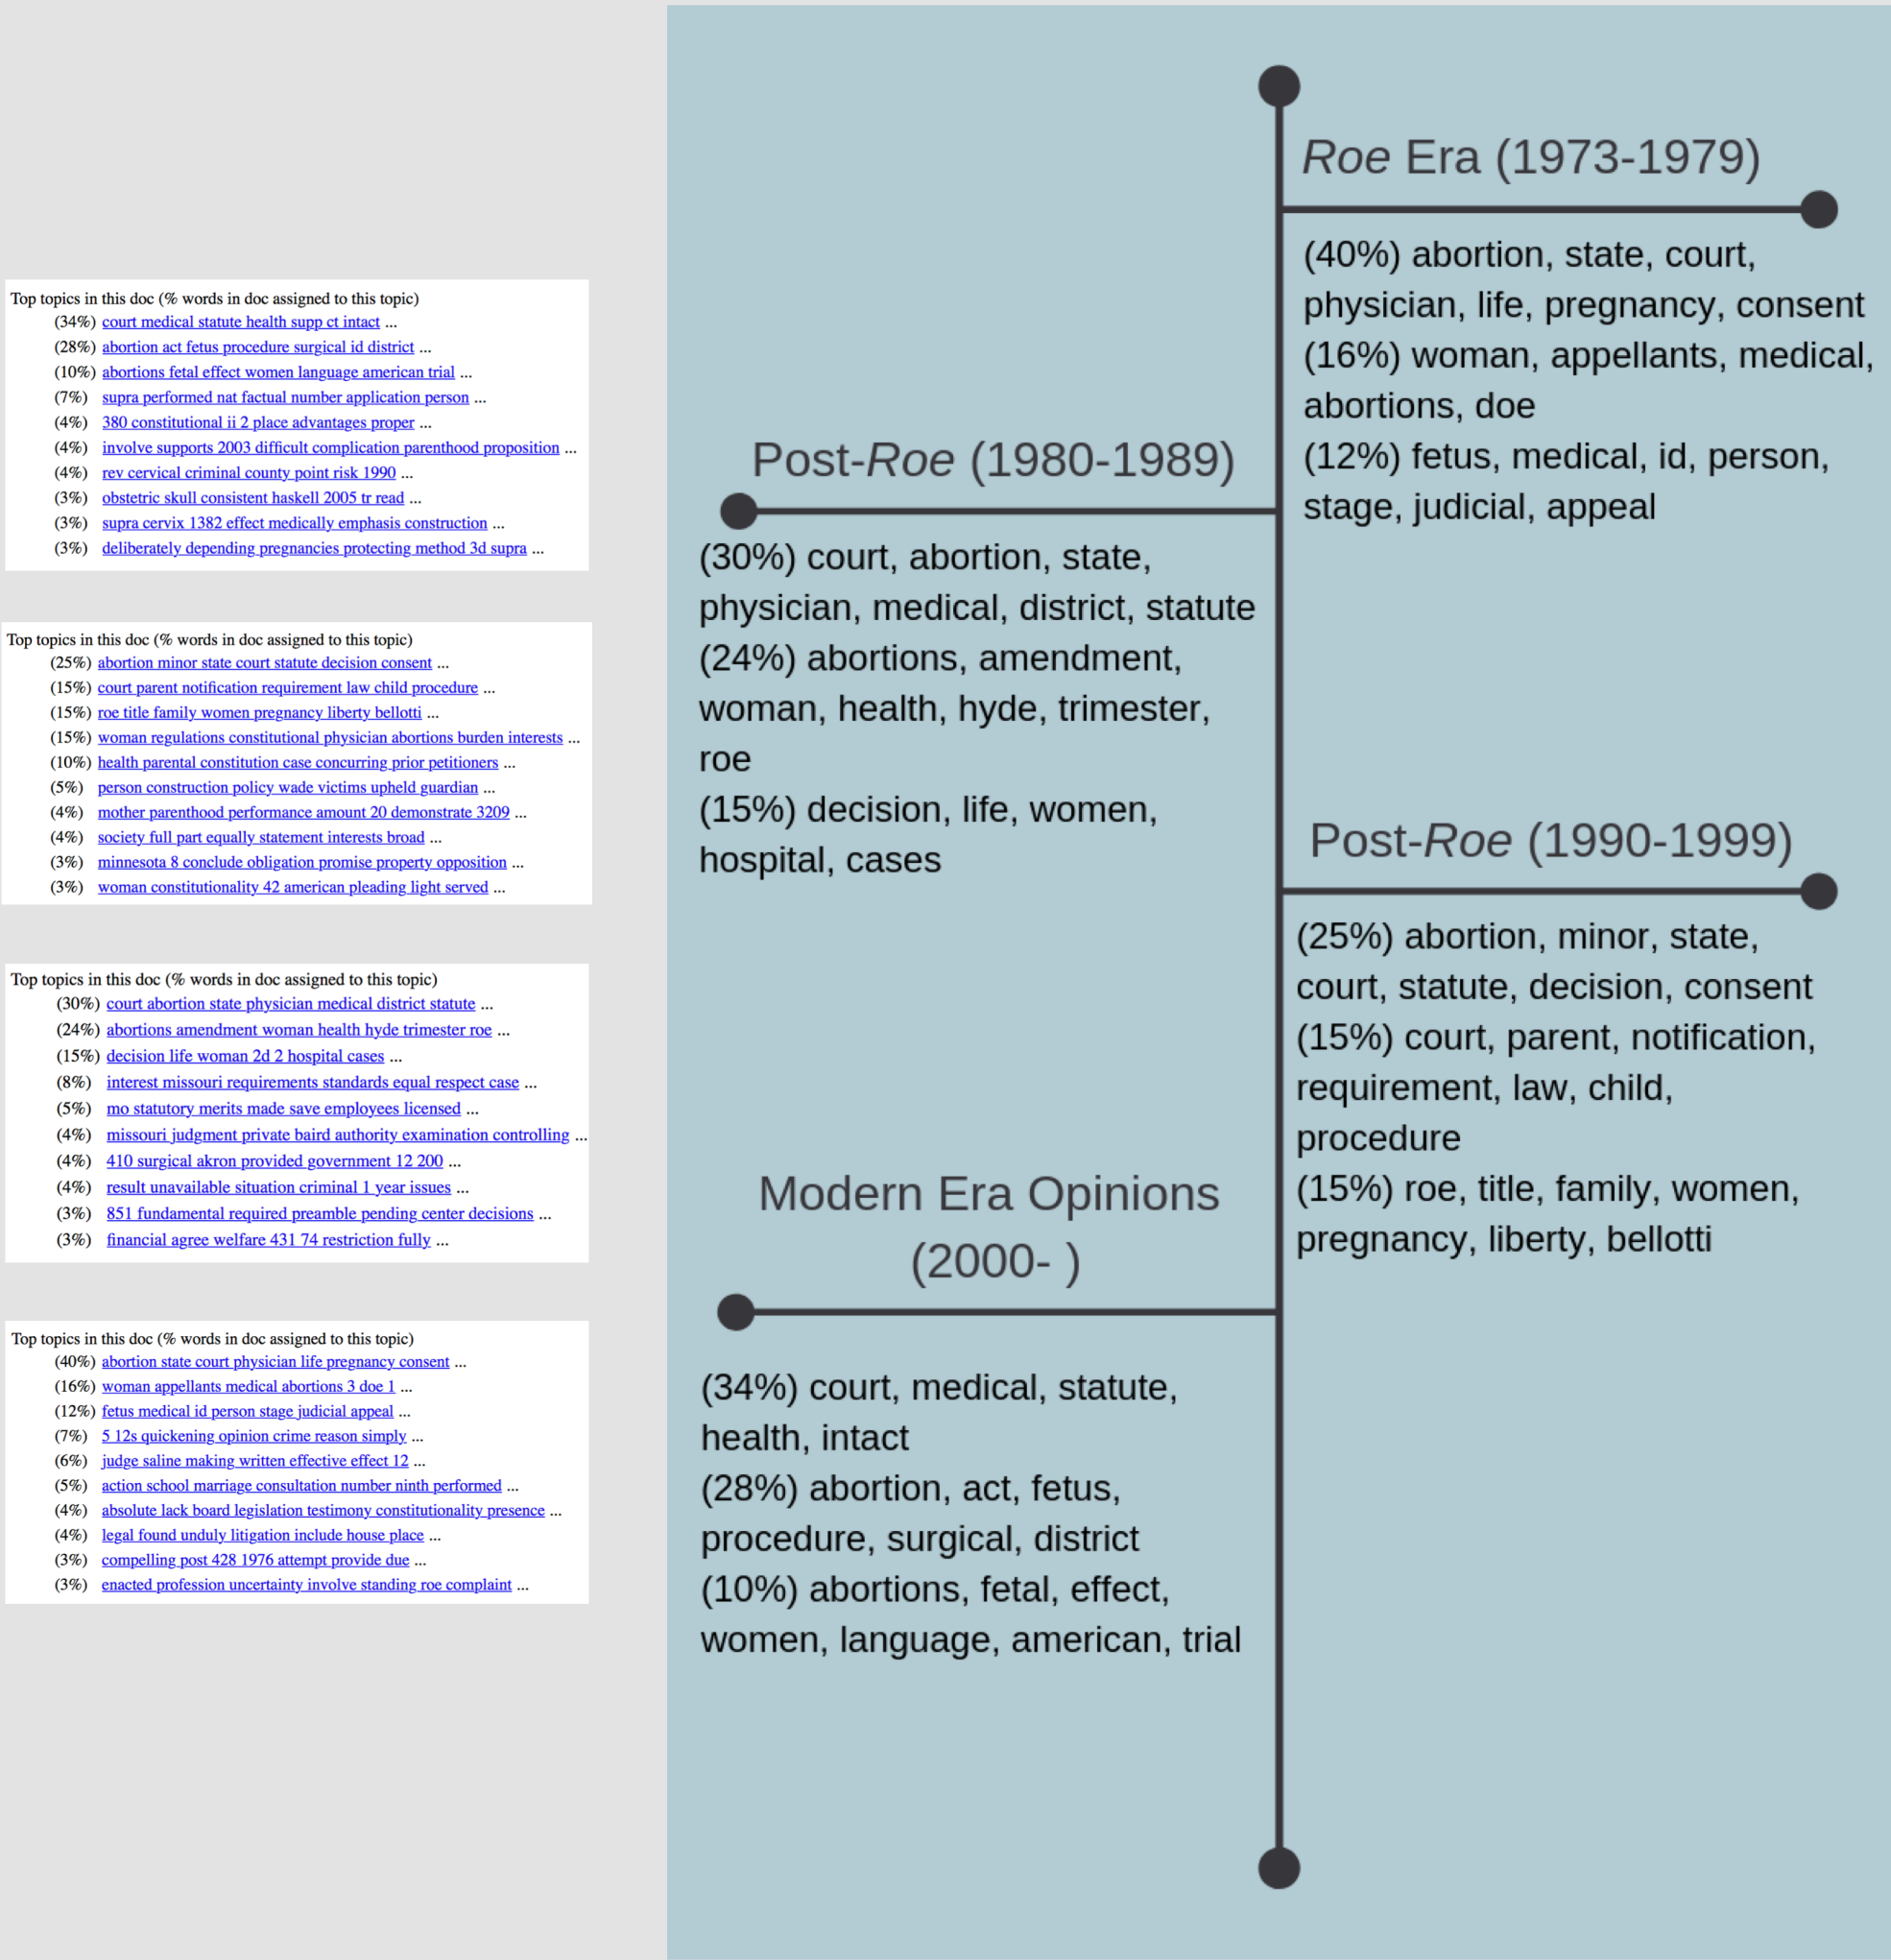 Top topics in this doc (% words in doc assigned to this topic)
(34%) court medical statute health supp ct intact ...
(28%) abortion act fetus procedure surgical id district ...
(10%) abortions fetal effect women language american trial ...
(7%) supra performed nat factual number application person ...
(4%) 380 constitutional ii 2 place advantages proper ...
(4%) involve supports 2003 difficult complication parenthood proposition ...
(4%) rev cervical criminal county point risk 1990 ...
(3%) obstetric skull consistent haskell 2005 tr read ...
(3%) supra cervix 1382 effect medically emphasis construction ...
(3%) deliberately depending pregnancies protecting method 3d supra ...
Top topics in this doc (% words in doc assigned to this topic)
(25%) abortion minor state court statute decision consent ...
(15%) court parent notification requirement law child procedure ...
(15%) roe title family women pregnancy liberty bellotti ...
(15%) woman regulations constitutional physician abortions burden interests ...
(10%) health parental constitution case concurring prior petitioners ...
(5%) person construction policy wade victims upheld guardian ...
(4%) mother parenthood performance amount 20 demonstrate 3209 ...
(4%) society full part equally statement interests broad ...
(3%) minnesota 8 conclude obligation promise property opposition ...
(3%) woman constitutionality 42 american pleading light served ...
Top topics in this doc (% words in doc assigned to this topic)
(30%) court abortion state physician medical district statute ...
(24%) abortions amendment woman health hyde trimester roe ...
(15%) decision life woman 2d 2 hospital cases ...
(8%) interest missouri requirements standards equal respect case ...
(5%) mo statutory merits made save employees licensed ...
(4%) missouri judgment private baird authority examination controlling ...
(4%) 410 surgical akron provided government 12 200 ...
(4%) result unavailable situation criminal 1 year issues ...
(3%) 851 fundamental required preamble pending center decisions ...
(3%) financial agree welfare 431 74 restriction fully ...
Top topics in this doc (% words in doc assigned to this topic)
(40%) abortion state court physician life pregnancy consent ...
(16%) woman appellants medical abortions 3 doe 1 ...
(12%) fetus medical id person stage judicial appeal ...
(7%) 5 12s quickening opinion crime reason simply ...
(6%) judge saline making written effective effect 12 ...
(5%) action school marriage consultation number ninth performed ...
(4%) absolute lack board legislation testimony constitutionality presence ...
(4%) legal found unduly litigation include house place ...
(3%) compelling post 428 1976 attempt provide due ...
(3%) enacted profession uncertainty involve standing roe complaint ...
Roe Era (1973-1979)
(40%) abortion, state, court,
physician, life, pregnancy, consent
(16%) woman, appellants, medical,
abortions, doe
(12%) fetus, medical, id, person,
stage, judicial, appeal
Post-Roe (1980-1989)
(30%) court, abortion, state,
physician, medical, district, statute
(24%) abortions, amendment,
woman, health, hyde, trimester,
roe
(15%) decision, life, women,
hospital, cases
Post-Roe (1990-1999)
(25%) abortion, minor, state,
court, statute, decision, consent
(15%) court, parent, notification,
requirement, law, child,
procedure
(15%) roe, title, family, women,
pregnancy, liberty, bellotti
Modern Era Opinions
(2000- )
(34%) court, medical, statute,
health, intact
(28%) abortion, act, fetus,
procedure, surgical, district
(10%) abortions, fetal, effect,
women, language, american, trial